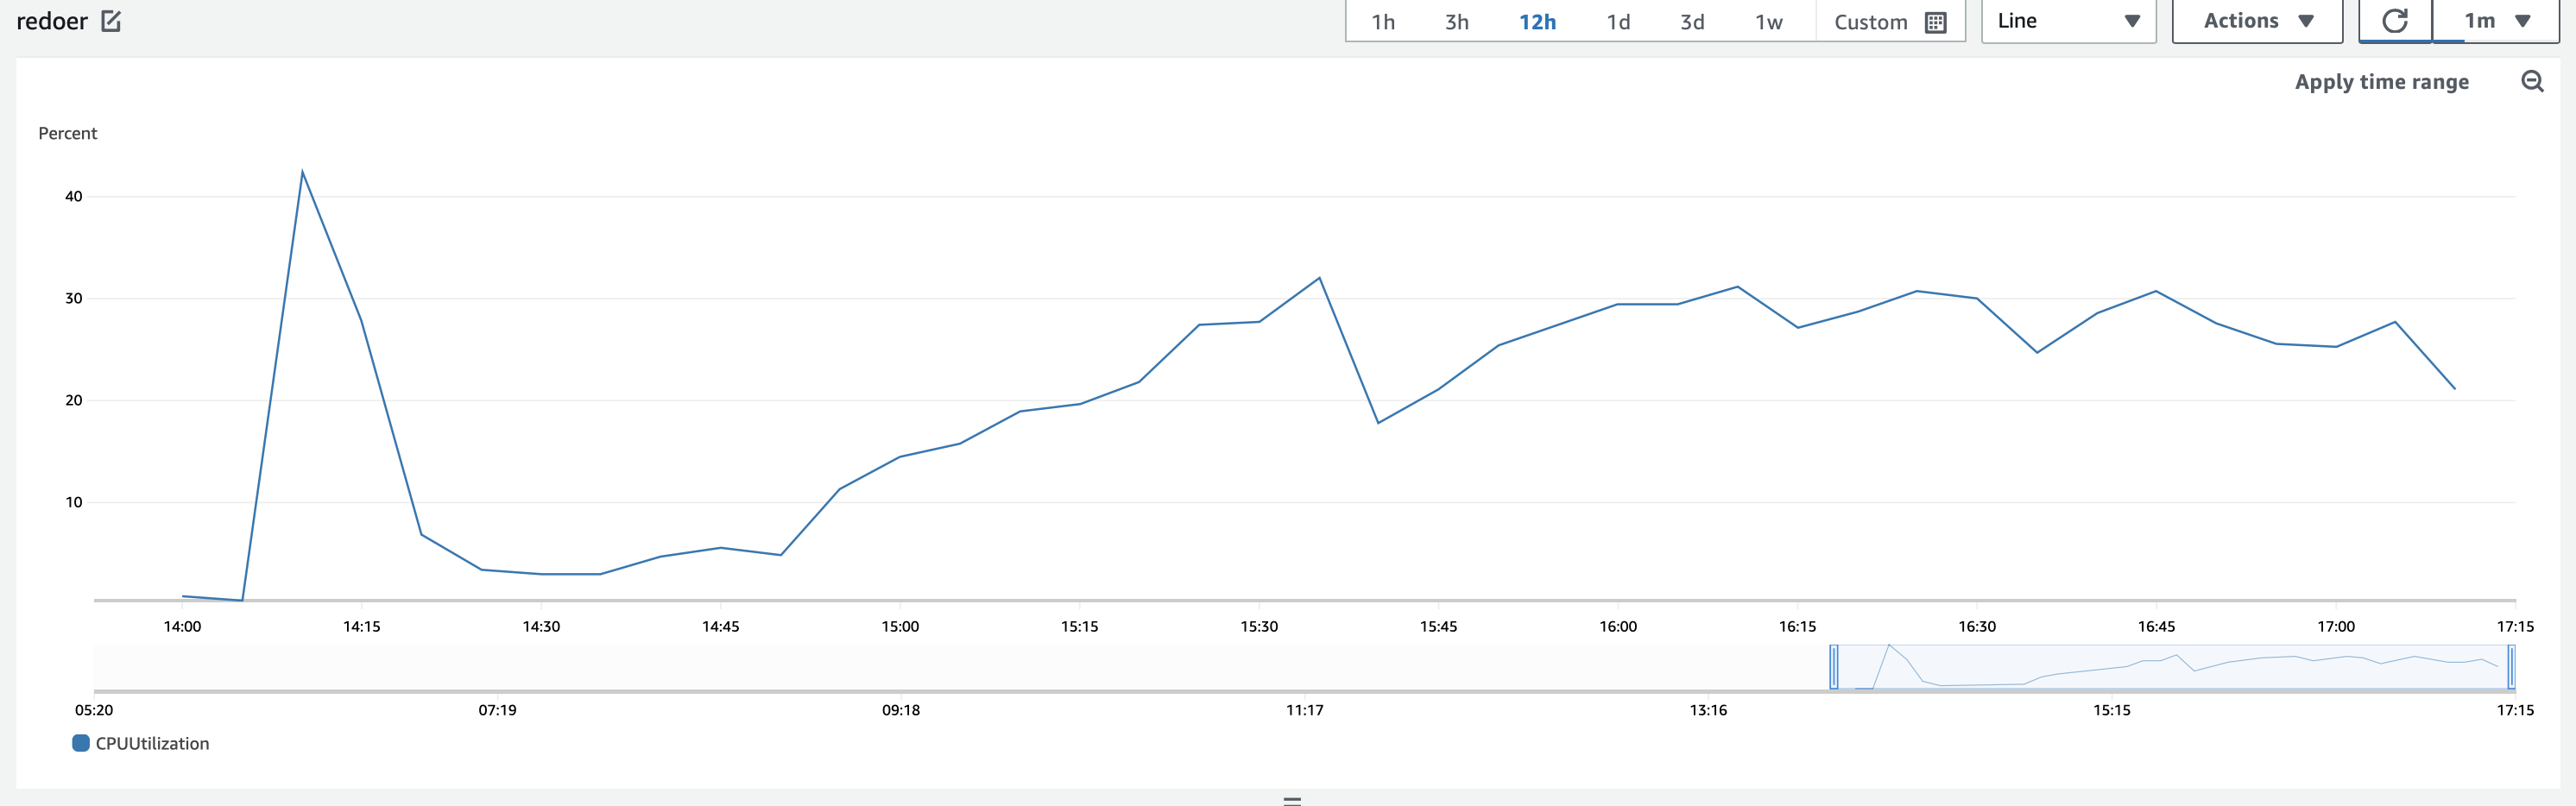 redoer
1h 3h 12h 1d 3d 1w Custom Line Actions 1m
Apply time range
Percent
40
30
20
10
14:00 14:15 14:30 14:45 15:00 15:15 15:30 15:45 16:00 16:15 16:30 16:45 17:00 17:15
05:20 07:19 09:18 11:17 13:16 15:15 17:15
CPUUtilization